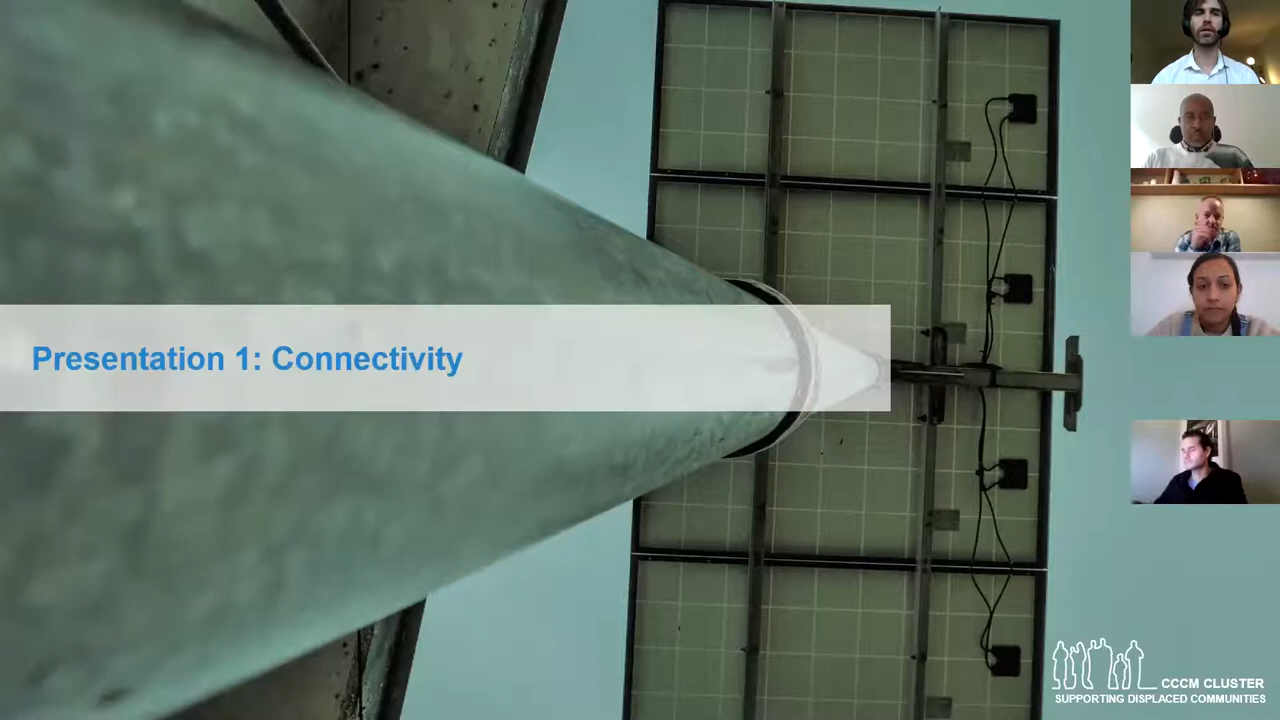 Presentation 1: Connectivity
CCCM CLUSTER
SUPPORTING DISPLACED COMMUNITIES